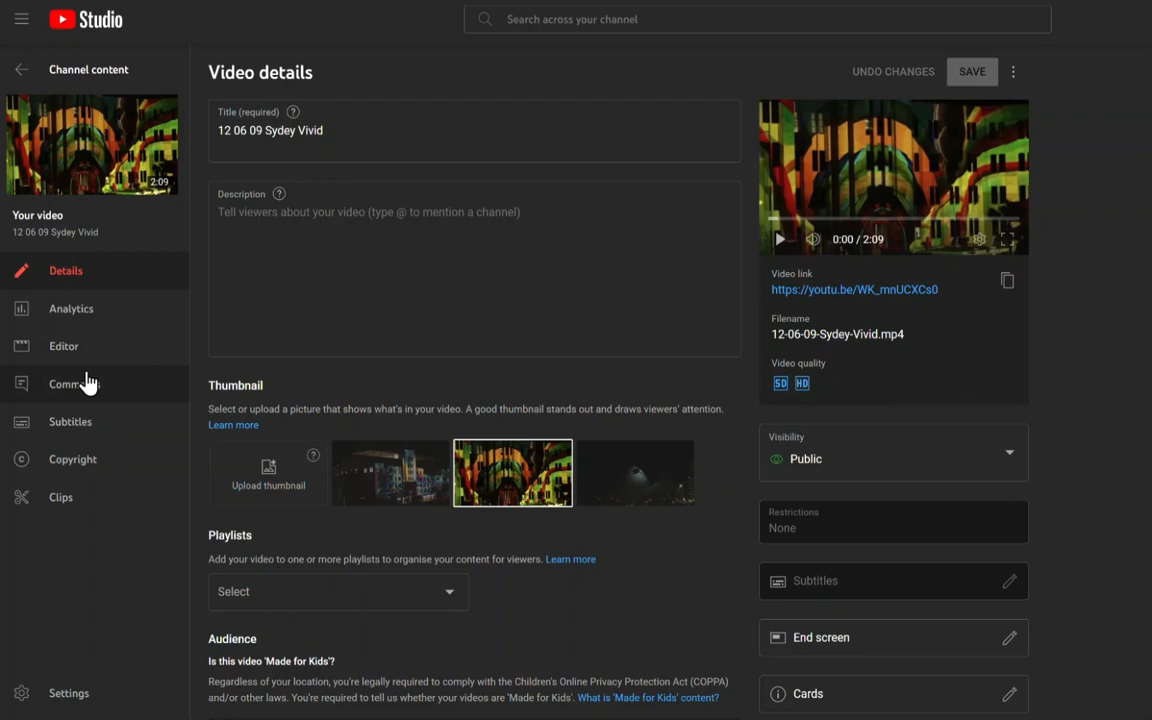 Studio
Search across your channel
Channel content
2:09
Your video
12 06 09 Sydey Vivid
Details
Analytics
Editor
Subtitles
Copyright
Clips
Settings
Video details
UNDO CHANGES
SAVE
Title (required)
12 06 09 Sydey Vivid
Description
Tell viewers about your video (type @ to mention a channel)
Thumbnail
Select or upload a picture that shows what's in your video. A good thumbnail stands out and draws viewers' attention.
Learn more
Upload thumbnail
Playlists
Add your video to one or more playlists to organise your content for viewers. Learn more
Select
Audience
Is this video 'Made for Kids'?
Regardless of your location, you're legally required to comply with the Children's Online Privacy Protection Act (COPPA)
and/or other laws. You're required to tell us whether your videos are 'Made for Kids'. What is 'Made for Kids' content?
0:00 / 2:09
Video link
https://youtu.be/WK_mnUCXCs0
Filename
12-06-09-Sydey-Vivid.mp4
Video quality
SD HD
Visibility
Public
Restrictions
None
Subtitles
End screen
Cards